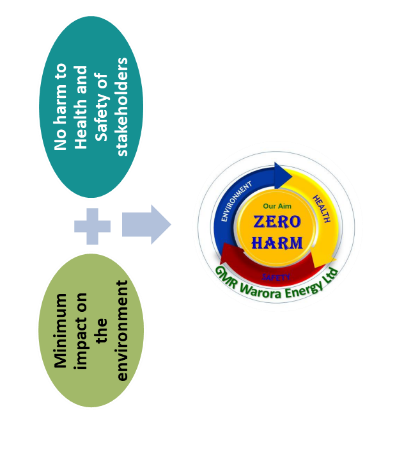 No harm to
Health and
Safety of
stakeholders
Minimum
impact on
the
environment
ENVIRONMENT
HEALTH
SAFETY
Our Aim
ZERO
HARM
GMR Warora Energy Ltd